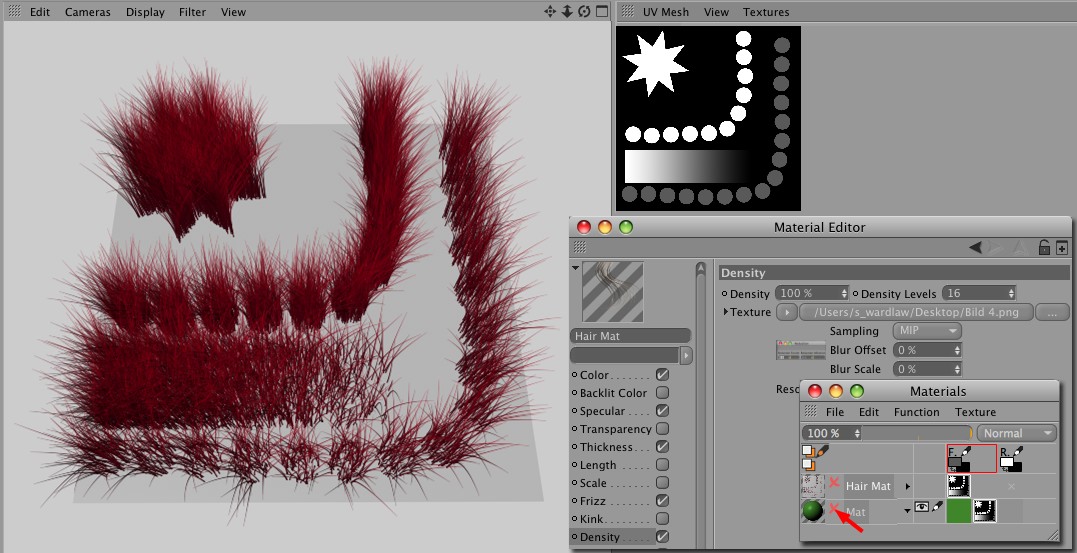 Edit Cameras Display Filter View
UV Mesh View Textures
Material Editor
Density
Density 100 % Density Levels 16
Texture /Users/s_wardlaw/Desktop/Bild 4.png ...
Sampling MIP
Blur Offset 0 %
Blur Scale 0 %
Hair Mat
Color . . . . . . .
Backlit Color
Specular . . . .
Transparency
Thickness. . .
Length . . . . .
Scale . . . . . .
Frizz . . . . . . .
Kink . . . . . . .
Density . . . . .
Materials
File Edit Function Texture
100 % Normal
F. R.
Hair Mat
Mat